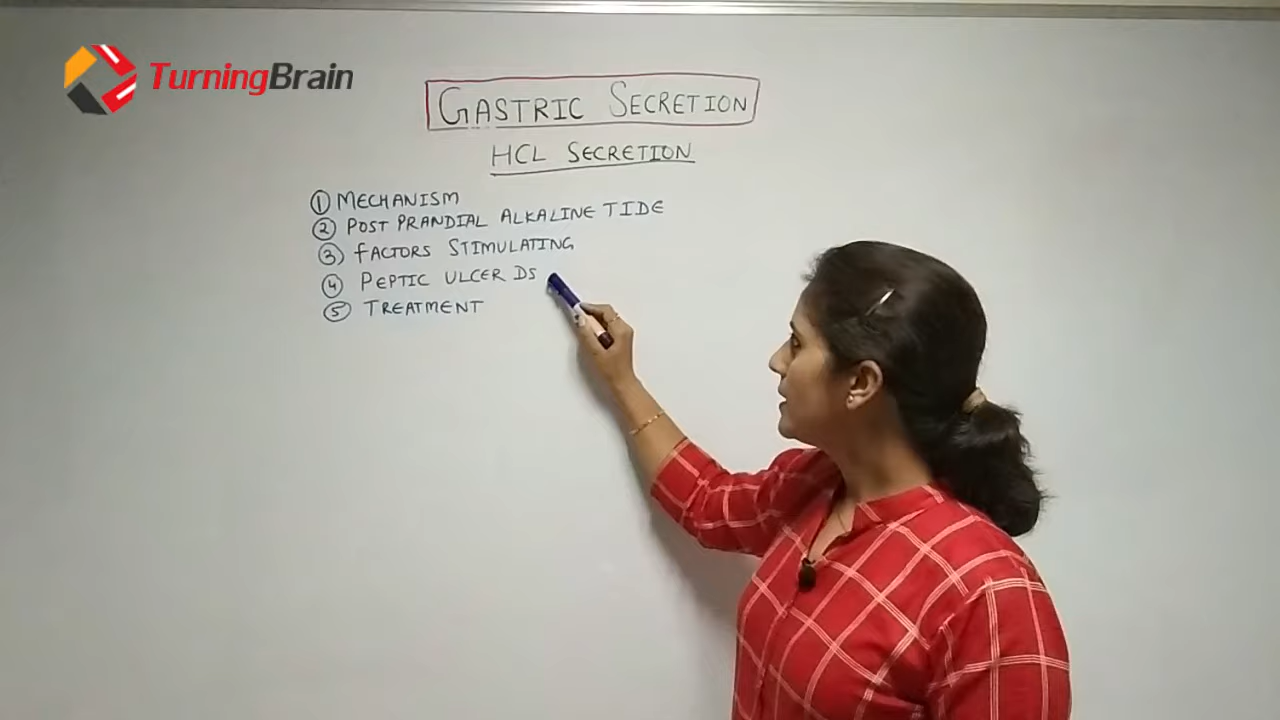 TurningBrain
GASTRIC SECRETION
HCL SECRETION
① MECHANISM
② POST PRANDIAL ALKALINE TIDE
③ FACTORS STIMULATING
④ PEPTIC ULCER DS
⑤ TREATMENT